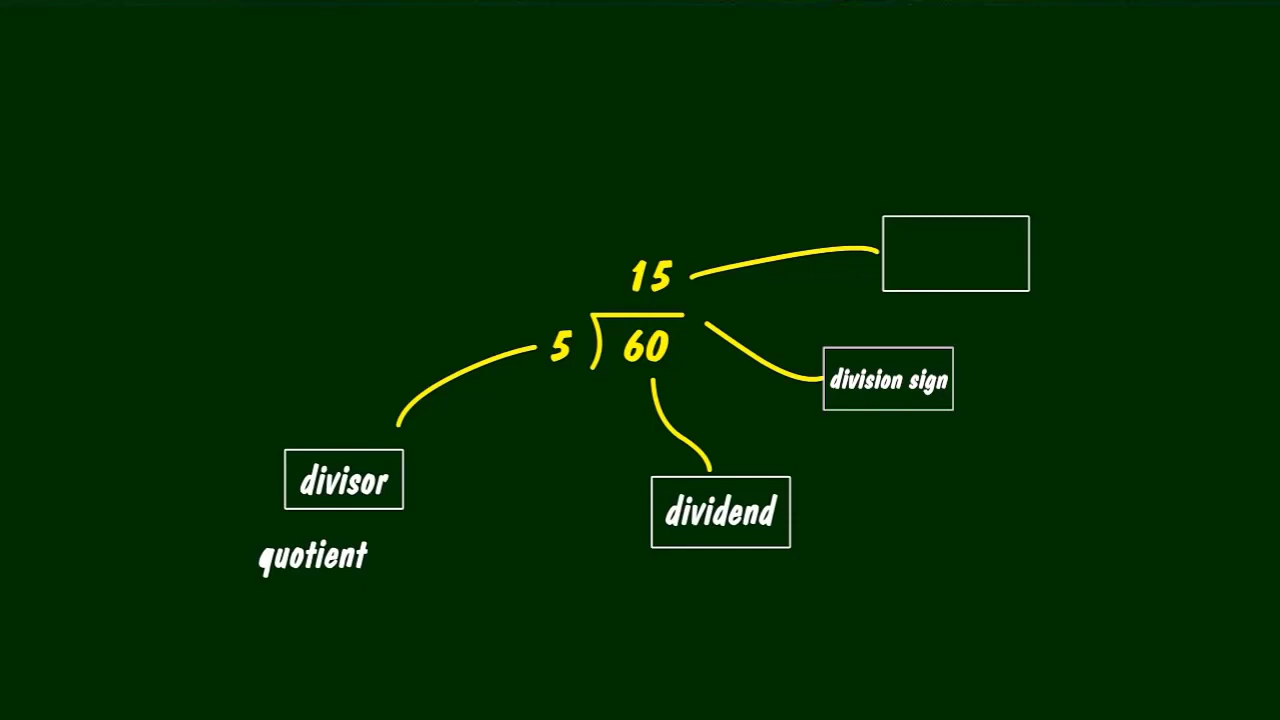 15
5 60
division sign
divisor
dividend
quotient